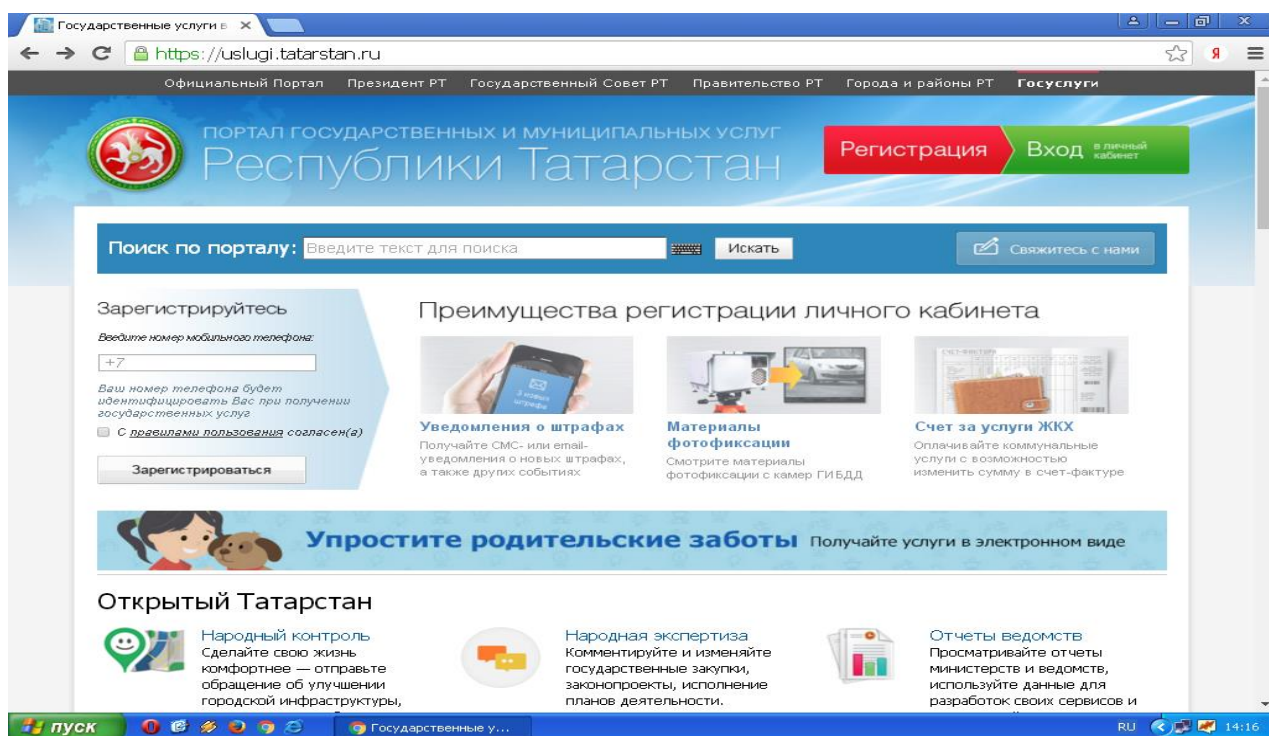 Государственные услуги в
https://uslugi.tatarstan.ru
Я
Официальный Портал Президент РТ Государственный Совет РТ Правительство РТ Города и районы РТ Госуслуги
ПОРТАЛ ГОСУДАРСТВЕННЫХ И МУНИЦИПАЛЬНЫХ УСЛУГ
Республики Татарстан
Регистрация Вход в личный кабинет
Поиск по порталу: Введите текст для поиска Искать Свяжитесь с нами
Зарегистрируйтесь
Введите номер мобильного телефона:
+7
Ваш номер телефона будет
идентифицировать Вас при получении
государственных услуг
С правилами пользования согласен(а)
Зарегистрироваться
Преимущества регистрации личного кабинета
3 новых
штрафа
Уведомления о штрафах
Получайте СМС- или email-
уведомления о новых штрафах,
а также других событиях
Материалы
фотофиксации
Смотрите материалы
фотофиксации с камер ГИБДД
СЧЕТ-ФАКТУРА
Счет за услуги ЖКХ
Оплачивайте коммунальные
услуги с возможностью
изменить сумму в счет-фактуре
Упростите родительские заботы Получайте услуги в электронном виде
Открытый Татарстан
Народный контроль
Сделайте свою жизнь
комфортнее — отправьте
обращение об улучшении
городской инфраструктуры,
Народная экспертиза
Комментируйте и изменяйте
государственные закупки,
законопроекты, исполнение
планов деятельности.
Отчеты ведомств
Просматривайте отчеты
министерств и ведомств,
используйте данные для
разработок своих сервисов и
пуск Государственные у... RU 14:16